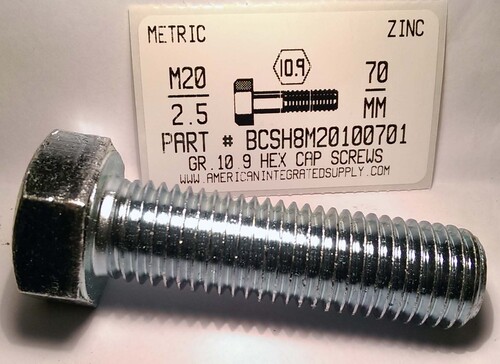 METRIC ZINC
10.9
M20 70
2.5 MM
PART # BCSH8M20100701
GR.10 9 HEX CAP SCREWS
WWW.AMERICANINTEGRATEDSUPPLY.COM